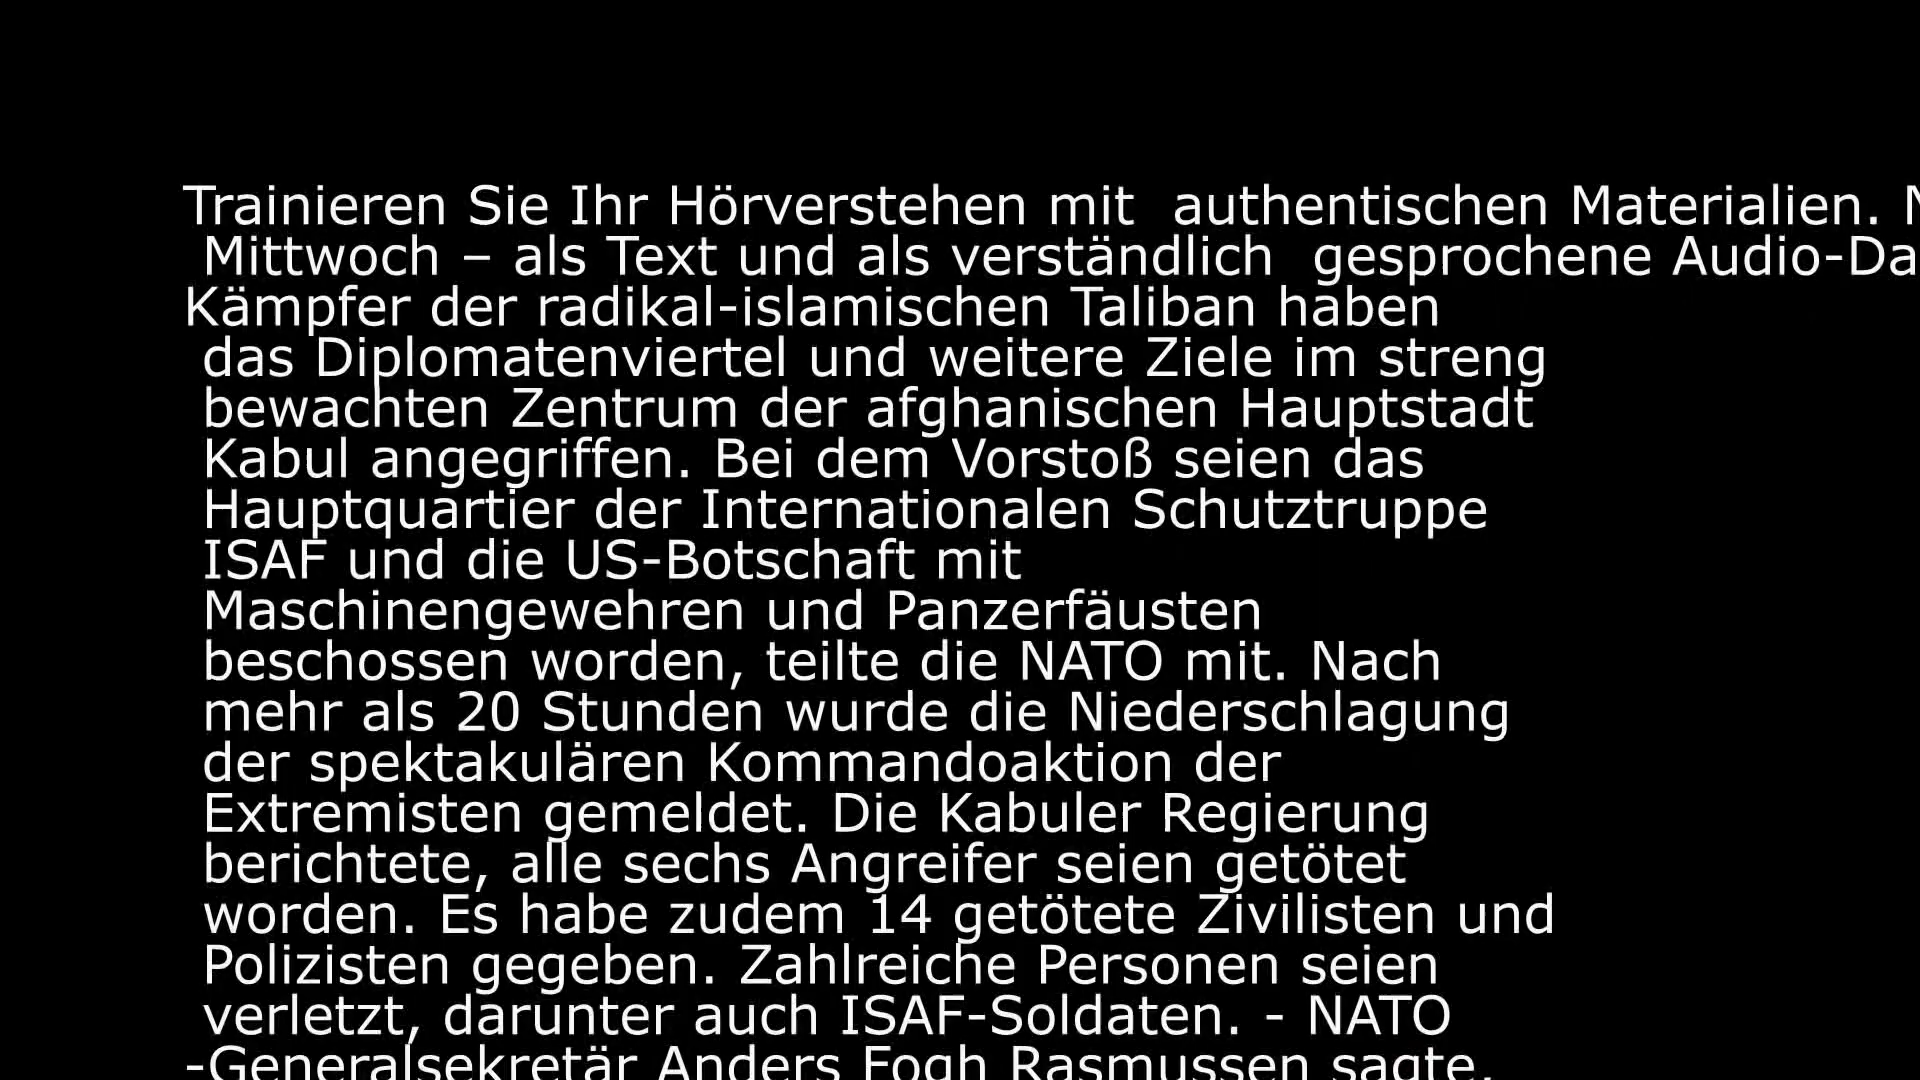 Trainieren Sie Ihr Hörverstehen mit  authentischen Materialien.
Mittwoch – als Text und als verständlich  gesprochene
Kämpfer der radikal-islamischen Taliban haben
das Diplomatenviertel und weitere Ziele im streng
bewachten Zentrum der afghanischen Hauptstadt
Kabul angegriffen. Bei dem Vorstoß seien das
Hauptquartier der Internationalen Schutztruppe
ISAF und die US-Botschaft mit
Maschinengewehren und Panzerfäusten
beschossen worden, teilte die NATO mit. Nach
mehr als 20 Stunden wurde die Niederschlagung
der spektakulären Kommandoaktion der
Extremisten gemeldet. Die Kabuler Regierung
berichtete, alle sechs Angreifer seien getötet
worden. Es habe zudem 14 getötete Zivilisten und
Polizisten gegeben. Zahlreiche Personen seien
verletzt, darunter auch ISAF-Soldaten. - NATO
-Generalsekretär Anders Fogh Rasmussen sagte,